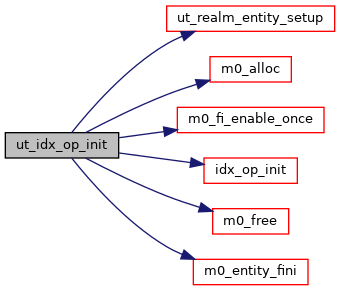 ut_realm_entity_setup
m0_alloc
m0_fi_enable_once
ut_idx_op_init
idx_op_init
m0_free
m0_entity_fini